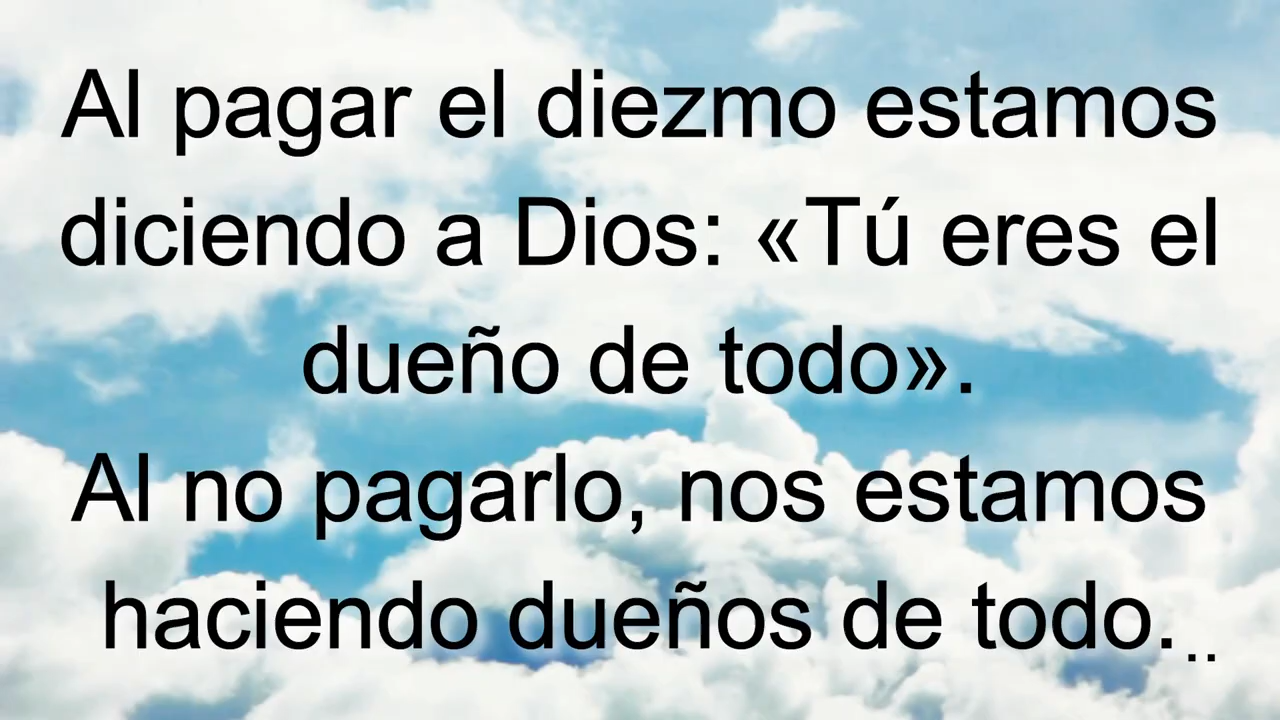 Al pagar el diezmo estamos
diciendo a Dios: «Tú eres el
dueño de todo».
Al no pagarlo, nos estamos
haciendo dueños de todo...